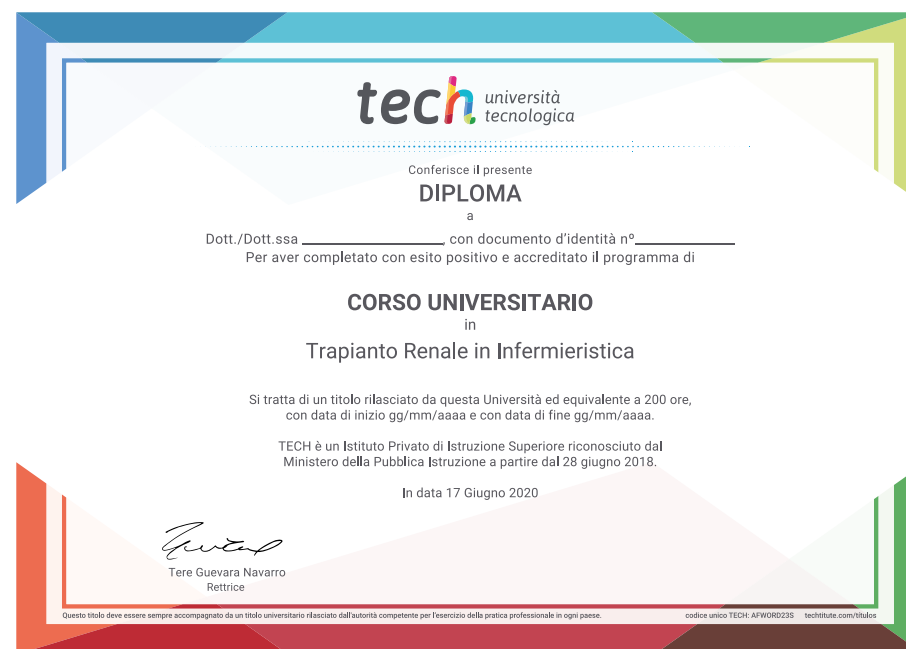 tech università
tecnologica
Conferisce il presente
DIPLOMA
a
Dott./Dott.ssa ____________________, con documento d'identità nº______________
Per aver completato con esito positivo e accreditato il programma di
CORSO UNIVERSITARIO
in
Trapianto Renale in Infermieristica
Si tratta di un titolo rilasciato da questa Università ed equivalente a 200 ore,
con data di inizio gg/mm/aaaa e con data di fine gg/mm/aaaa.
TECH è un Istituto Privato di Istruzione Superiore riconosciuto dal
Ministero della Pubblica Istruzione a partire dal 28 giugno 2018.
In data 17 Giugno 2020
Tere Guevara Navarro
Rettrice
Questo titolo deve essere sempre accompagnato da un titolo universitario rilasciato dall'autorità competente per l'esercizio della pratica professionale in ogni paese. codice unico TECH: AFWORD23S techtitute.com/titulos